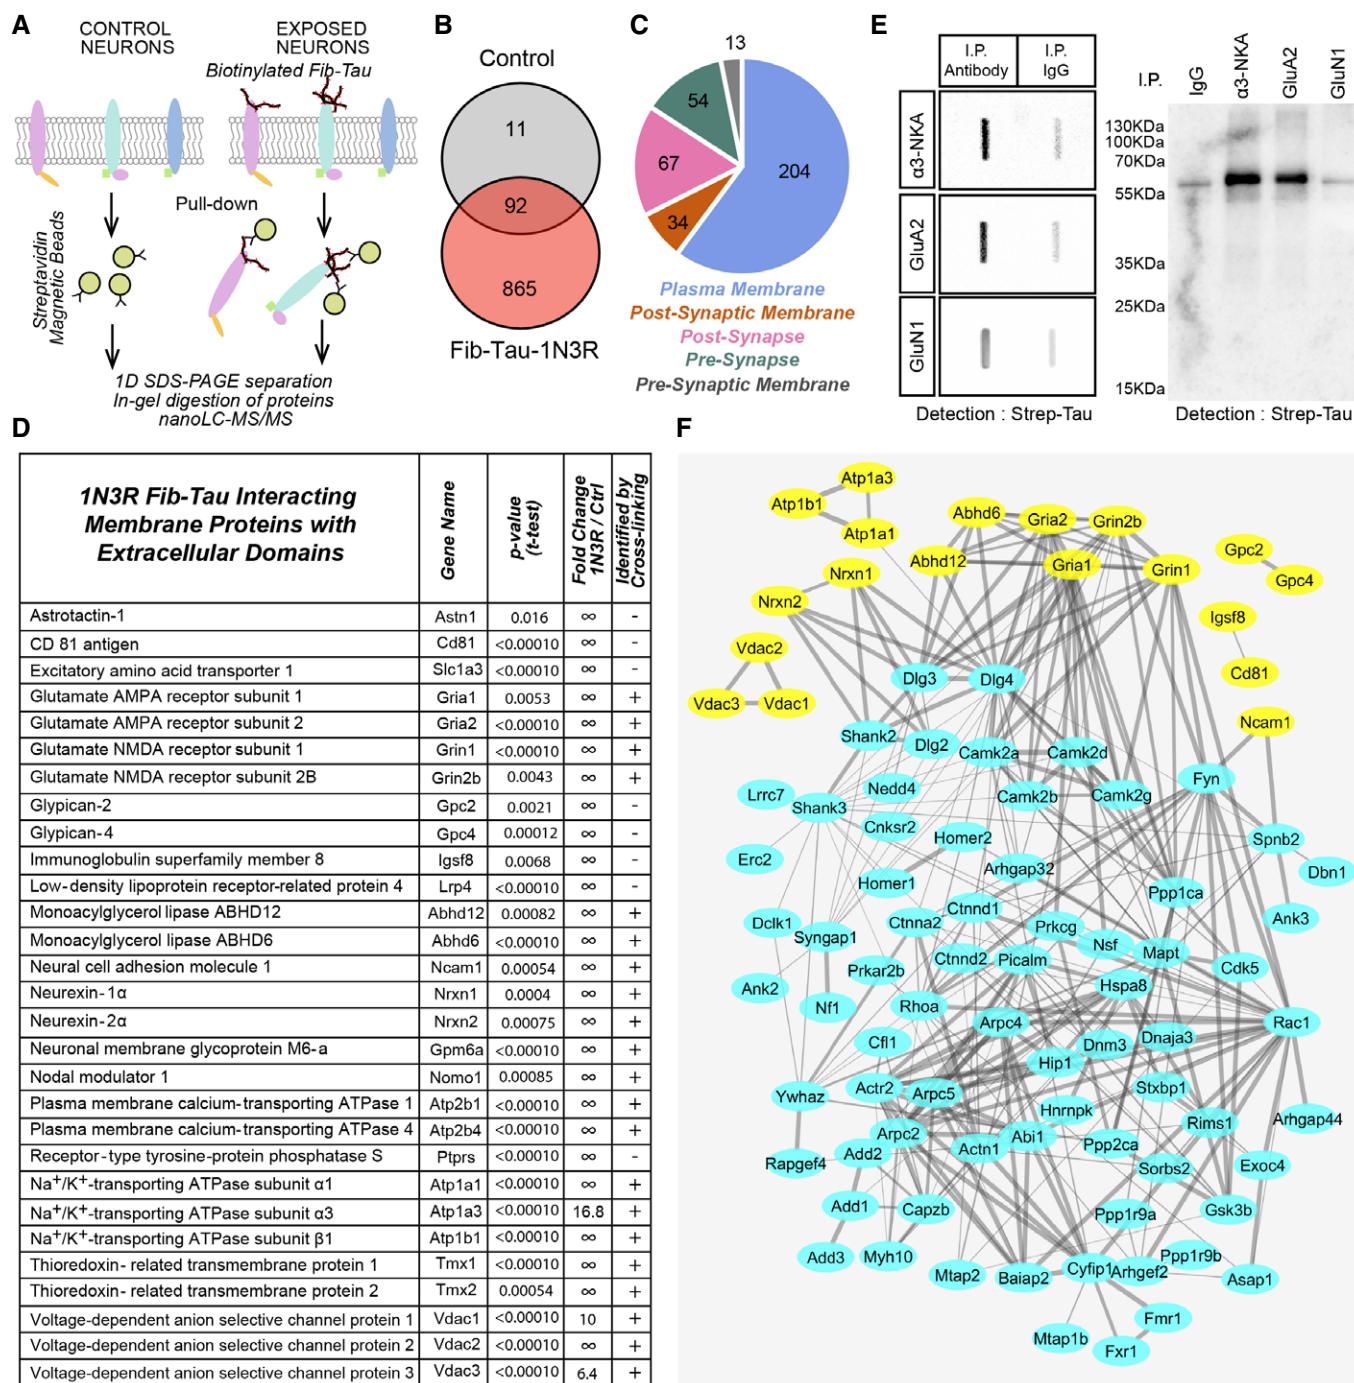 A
CONTROL
NEURONS
EXPOSED
NEURONS
Biotinylated Fib-Tau
Streptavidin
Magnetic Beads
Pull-down
1D SDS-PAGE separation
In-gel digestion of proteins
nanoLC-MS/MS
B
Control
11
92
865
Fib-Tau-1N3R
C
13
54
67
34
204
Plasma Membrane
Post-Synaptic Membrane
Post-Synapse
Pre-Synapse
Pre-Synaptic Membrane
E
I.P. Antibody
I.P. IgG
α3-NKA
GluA2
GluN1
Detection : Strep-Tau
I.P.
IgG
α3-NKA
GluA2
GluN1
130KDa
100KDa
70KDa
55KDa
35KDa
25KDa
15KDa
Detection : Strep-Tau
D
1N3R Fib-Tau Interacting
Membrane Proteins with
Extracellular Domains
Gene Name
p-value
(t-test)
Fold Change
1N3R / Ctrl
Identified by
Cross-linking
Astrotactin-1 Astn1 0.016 ∞ -
CD 81 antigen Cd81 <0.00010 ∞ -
Excitatory amino acid transporter 1 Slc1a3 <0.00010 ∞ -
Glutamate AMPA receptor subunit 1 Gria1 0.0053 ∞ +
Glutamate AMPA receptor subunit 2 Gria2 <0.00010 ∞ +
Glutamate NMDA receptor subunit 1 Grin1 <0.00010 ∞ +
Glutamate NMDA receptor subunit 2B Grin2b 0.0043 ∞ +
Glypican-2 Gpc2 0.0021 ∞ -
Glypican-4 Gpc4 0.00012 ∞ -
Immunoglobulin superfamily member 8 Igsf8 0.0068 ∞ -
Low-density lipoprotein receptor-related protein 4 Lrp4 <0.00010 ∞ -
Monoacylglycerol lipase ABHD12 Abhd12 0.00082 ∞ +
Monoacylglycerol lipase ABHD6 Abhd6 <0.00010 ∞ +
Neural cell adhesion molecule 1 Ncam1 0.00054 ∞ +
Neurexin-1α Nrxn1 0.0004 ∞ +
Neurexin-2α Nrxn2 0.00075 ∞ +
Neuronal membrane glycoprotein M6-a Gpm6a <0.00010 ∞ +
Nodal modulator 1 Nomo1 0.00085 ∞ +
Plasma membrane calcium-transporting ATPase 1 Atp2b1 <0.00010 ∞ +
Plasma membrane calcium-transporting ATPase 4 Atp2b4 <0.00010 ∞ +
Receptor-type tyrosine-protein phosphatase S Ptprs <0.00010 ∞ -
Na+/K+-transporting ATPase subunit α1 Atp1a1 <0.00010 ∞ +
Na+/K+-transporting ATPase subunit α3 Atp1a3 <0.00010 16.8 +
Na+/K+-transporting ATPase subunit β1 Atp1b1 <0.00010 ∞ +
Thioredoxin- related transmembrane protein 1 Tmx1 <0.00010 ∞ +
Thioredoxin- related transmembrane protein 2 Tmx2 0.00054 ∞ +
Voltage-dependent anion selective channel protein 1 Vdac1 <0.00010 10 +
Voltage-dependent anion selective channel protein 2 Vdac2 <0.00010 ∞ +
Voltage-dependent anion selective channel protein 3 Vdac3 <0.00010 6.4 +
F
Atp1a3
Atp1b1
Atp1a1
Abhd6
Gria2
Grin2b
Abhd12
Gria1
Grin1
Gpc2
Gpc4
Nrxn1
Nrxn2
Igsf8
Cd81
Vdac2
Vdac3
Vdac1
Dlg3
Dlg4
Ncam1
Shank2
Dlg2
Camk2a
Camk2d
Fyn
Lrrc7
Nedd4
Shank3
Camk2b
Camk2g
Cnksr2
Homer2
Spnb2
Erc2
Homer1
Arhgap32
Dbn1
Ppp1ca
Dclk1
Syngap1
Ctnna2
Ctnnd1
Prkcg
Nsf
Mapt
Ank3
Ank2
Prkar2b
Ctnnd2
Picalm
Cdk5
Hspa8
Nf1
Rhoa
Arpc4
Rac1
Cfl1
Dnm3
Dnaja3
Hip1
Ywhaz
Actr2
Arpc5
Stxbp1
Hnrnpk
Rims1
Arhgap44
Arpc2
Actn1
Abi1
Ppp2ca
Rapgef4
Add2
Sorbs2
Exoc4
Add1
Capzb
Ppp1r9a
Gsk3b
Add3
Myh10
Mtap2
Baiap2
Cyfip1
Arhgef2
Ppp1r9b
Asap1
Fmr1
Mtap1b
Fxr1